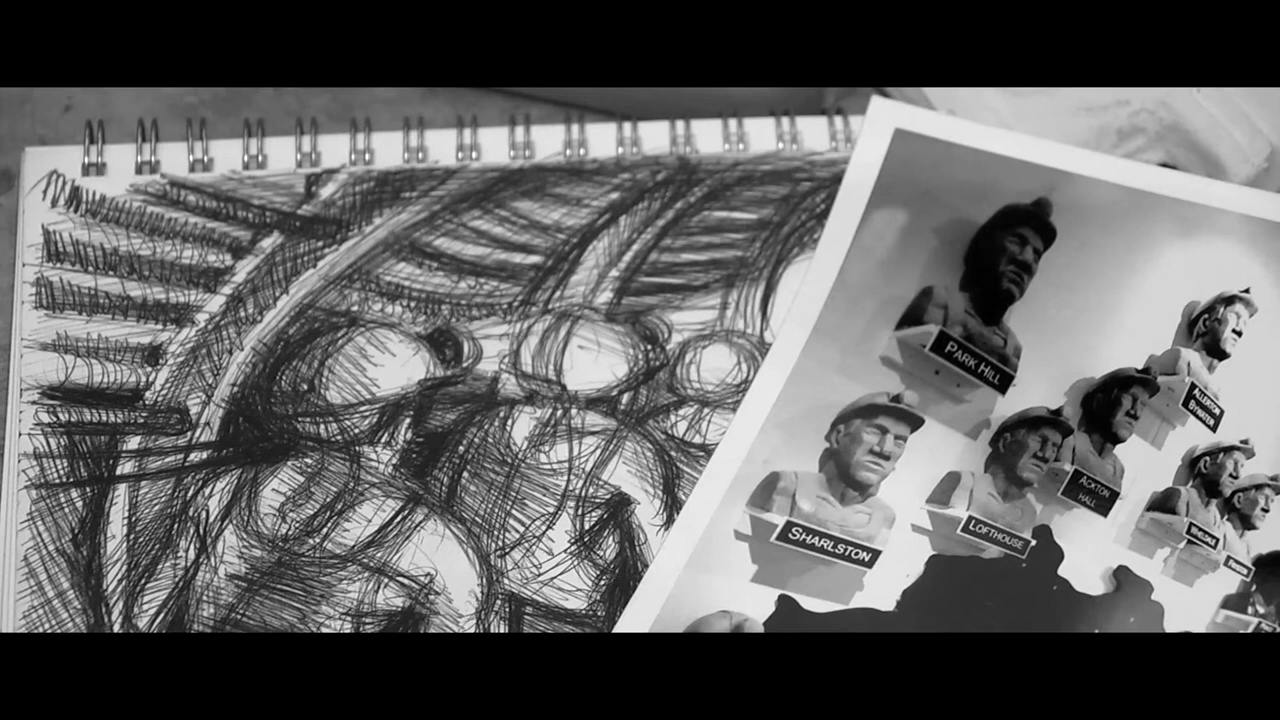 PARK HILL
ALLERTON
BYWATER
SHARLSTON
LOFTHOUSE
ACKTON
HALL